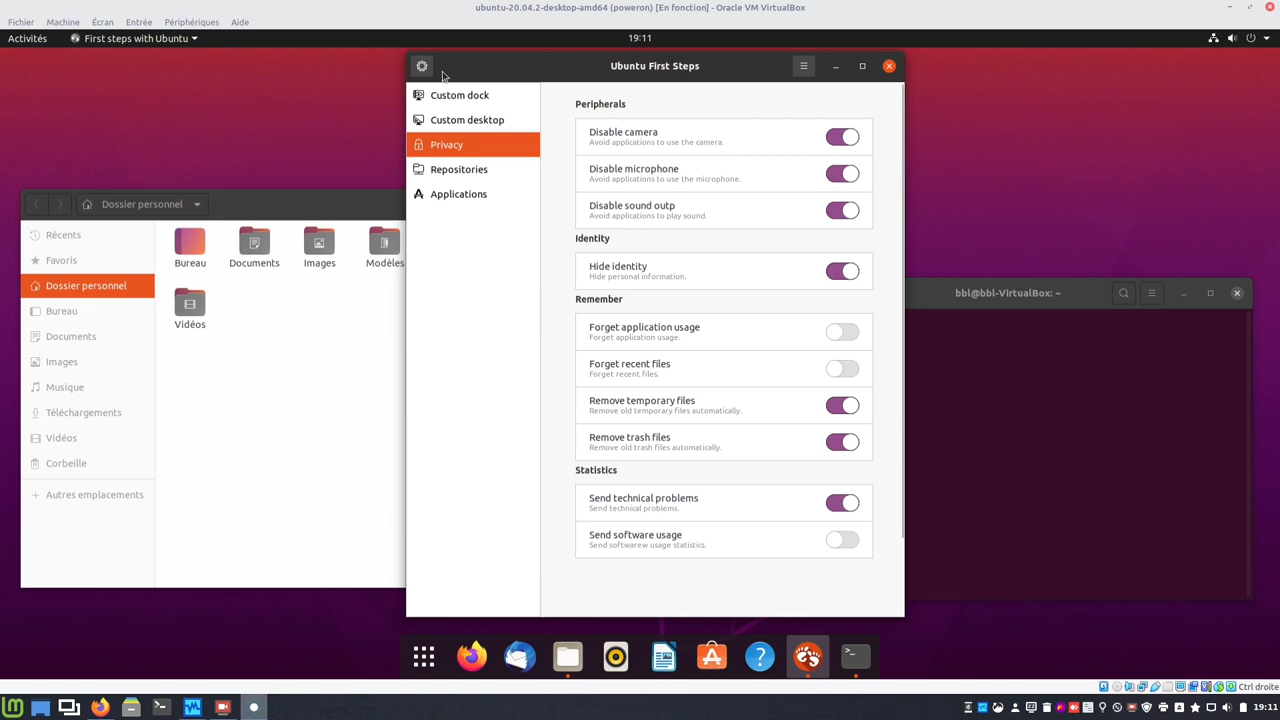 ubuntu-20.04.2-desktop-amd64 (poweron) [En fonction] - Oracle VM VirtualBox
Fichier Machine Écran Entrée Périphériques Aide
Activités First steps with Ubuntu 19:11
Ubuntu First Steps
Custom dock
Custom desktop
Privacy
Repositories
Applications
Peripherals
Disable camera
Avoid applications to use the camera.
Disable microphone
Avoid applications to use the microphone.
Disable sound outp
Avoid applications to play sound.
Identity
Hide identity
Hide personal information.
Remember
Forget application usage
Forget application usage.
Forget recent files
Forget recent files.
Remove temporary files
Remove old temporary files automatically.
Remove trash files
Remove old trash files automatically.
Statistics
Send technical problems
Send technical problems.
Send software usage
Send softwarew usage statistics.
Dossier personnel
Récents
Favoris
Dossier personnel
Bureau
Documents
Images
Musique
Téléchargements
Vidéos
Corbeille
Autres emplacements
Bureau Documents Images Modèles
Vidéos
bbl@bbl-VirtualBox: ~
Ctrl droite
19:11